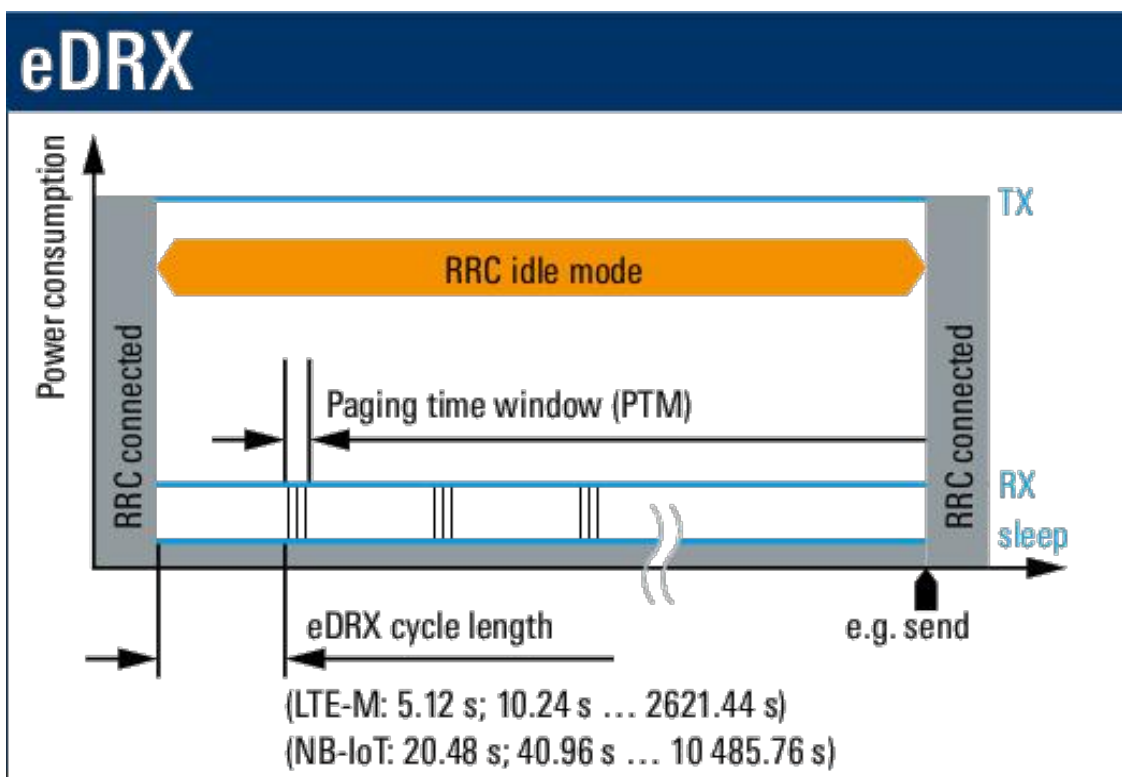 eDRX
Power consumption
TX
RRC idle mode
RRC connected
Paging time window (PTM)
RRC connected
RX
sleep
eDRX cycle length
e.g. send
(LTE-M: 5.12 s; 10.24 s … 2621.44 s)
(NB-IoT: 20.48 s; 40.96 s … 10 485.76 s)